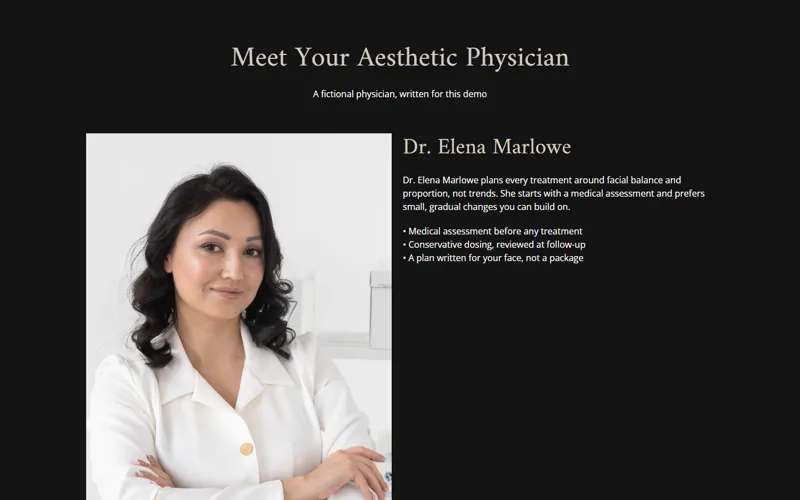 Meet Your Aesthetic Physician
A fictional physician, written for this demo
Dr. Elena Marlowe
Dr. Elena Marlowe plans every treatment around facial balance and
proportion, not trends. She starts with a medical assessment and prefers
small, gradual changes you can build on.
• Medical assessment before any treatment
• Conservative dosing, reviewed at follow-up
• A plan written for your face, not a package